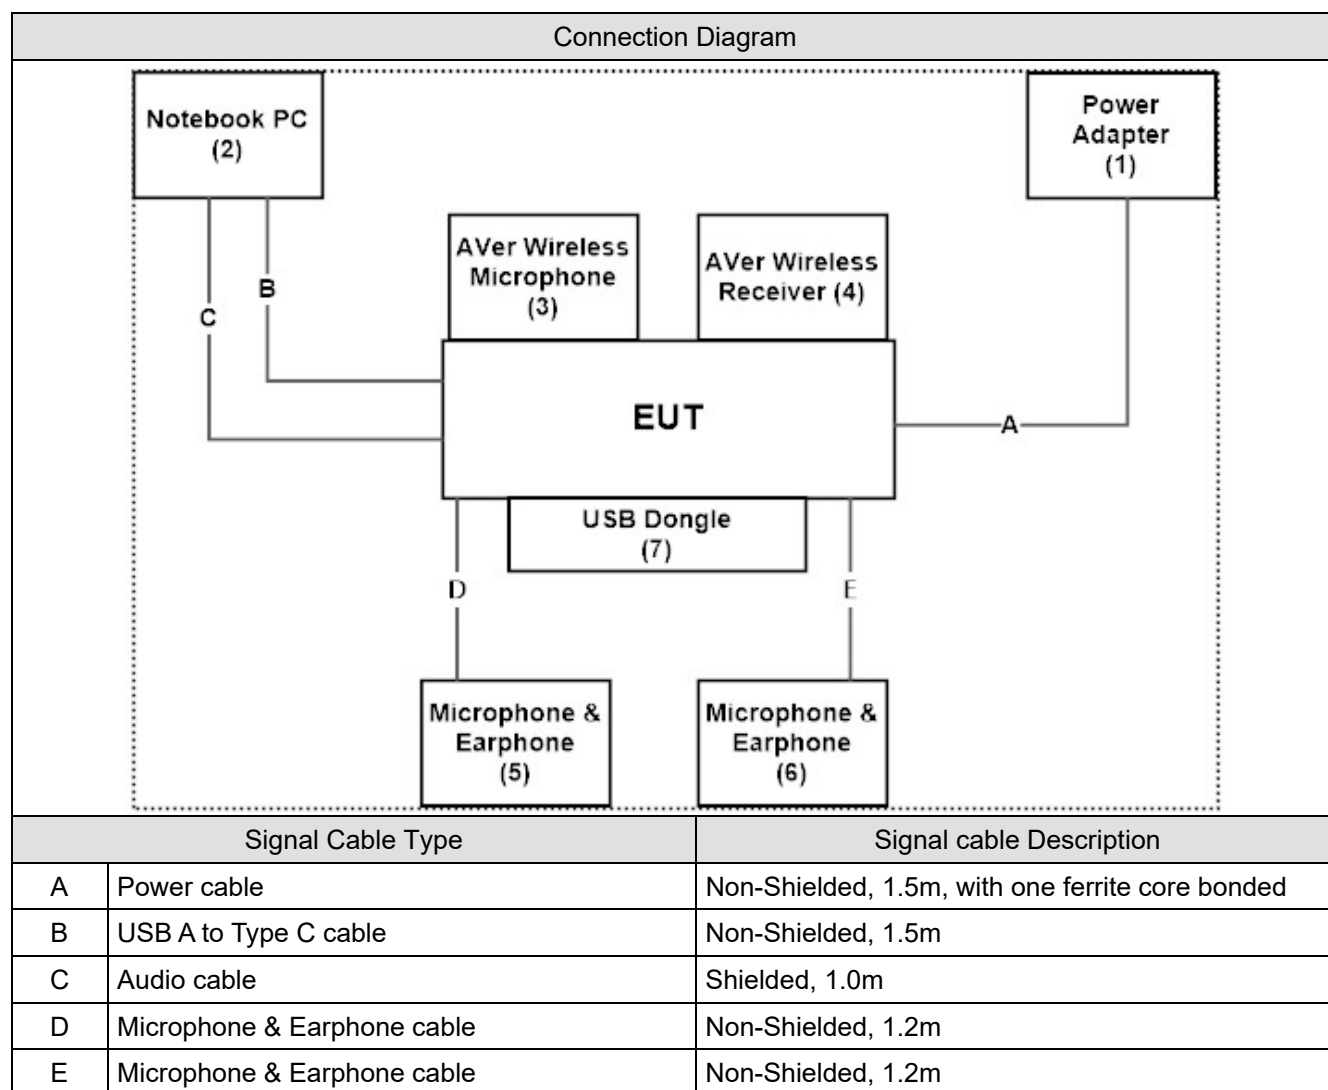 Connection Diagram
Notebook PC
(2)
Power
Adapter
(1)
AVer Wireless
Microphone
(3)
AVer Wireless
Receiver (4)
B
C
EUT
A
USB Dongle
(7)
D
E
Microphone &
Earphone
(5)
Microphone &
Earphone
(6)
Signal Cable Type Signal cable Description
A Power cable Non-Shielded, 1.5m, with one ferrite core bonded
B USB A to Type C cable Non-Shielded, 1.5m
C Audio cable Shielded, 1.0m
D Microphone & Earphone cable Non-Shielded, 1.2m
E Microphone & Earphone cable Non-Shielded, 1.2m